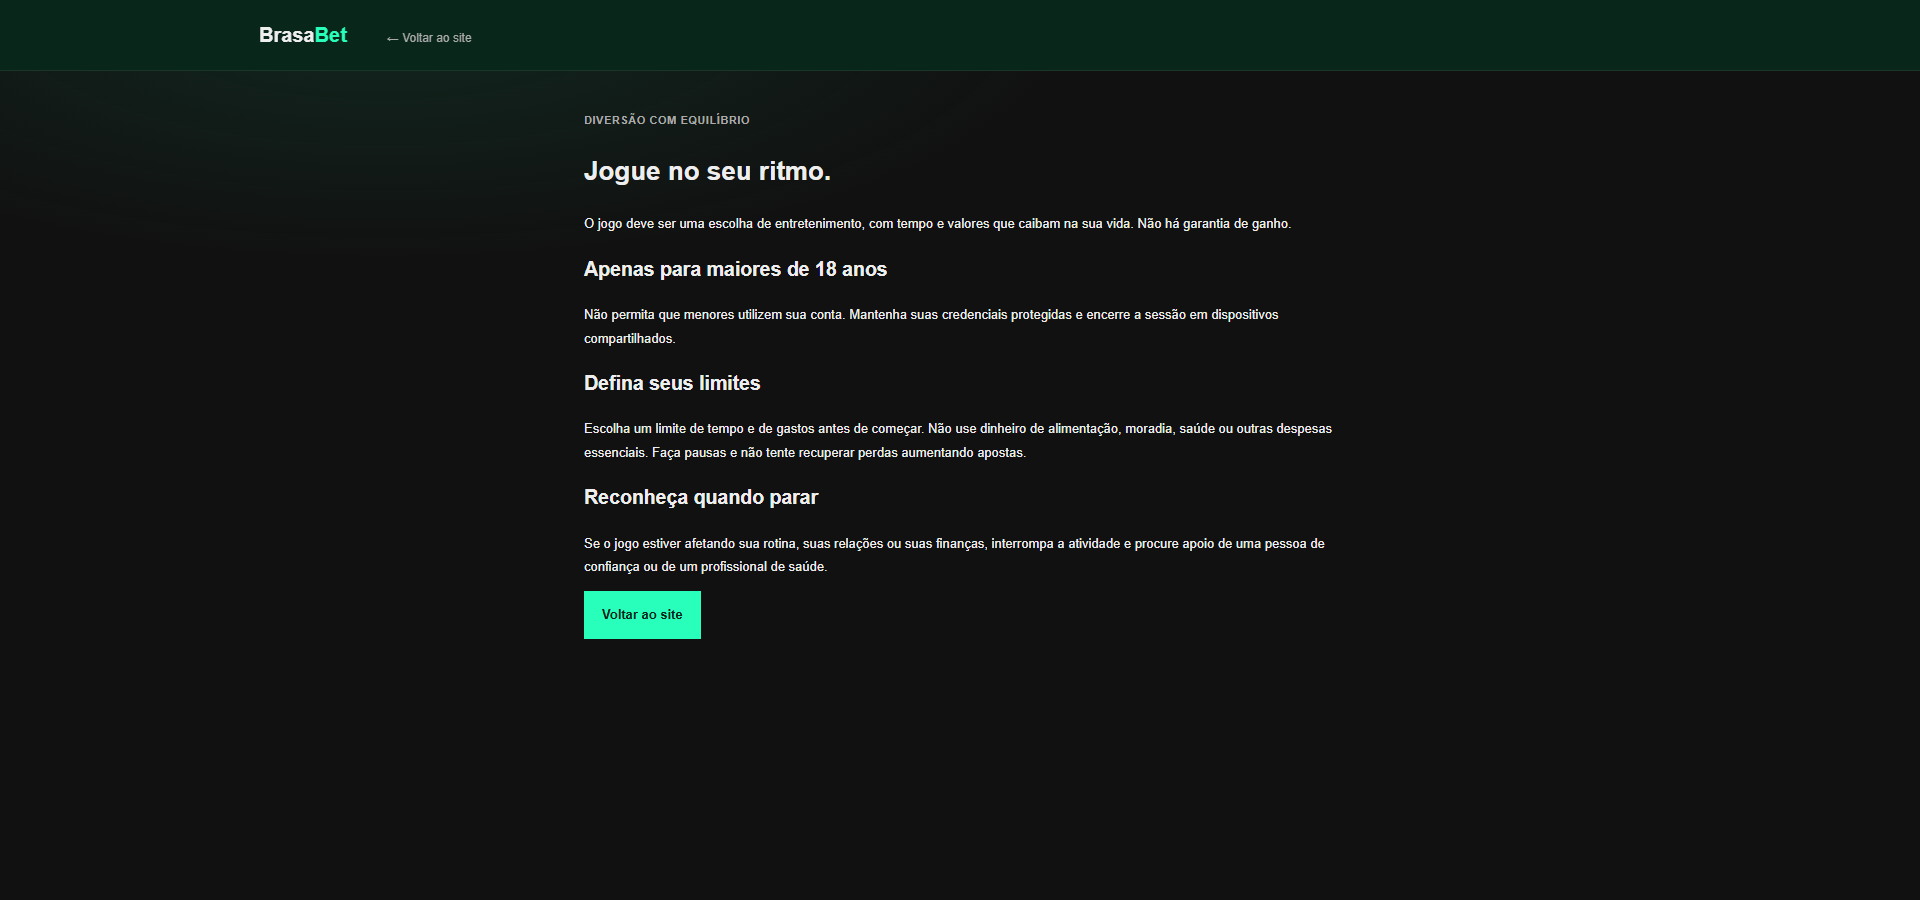 BrasaBet
← Voltar ao site
DIVERSÃO COM EQUILÍBRIO
Jogue no seu ritmo.
O jogo deve ser uma escolha de entretenimento, com tempo e valores que caibam na sua vida. Não há garantia de ganho.
Apenas para maiores de 18 anos
Não permita que menores utilizem sua conta. Mantenha suas credenciais protegidas e encerre a sessão em dispositivos
compartilhados.
Defina seus limites
Escolha um limite de tempo e de gastos antes de começar. Não use dinheiro de alimentação, moradia, saúde ou outras despesas
essenciais. Faça pausas e não tente recuperar perdas aumentando apostas.
Reconheça quando parar
Se o jogo estiver afetando sua rotina, suas relações ou suas finanças, interrompa a atividade e procure apoio de uma pessoa de
confiança ou de um profissional de saúde.
Voltar ao site